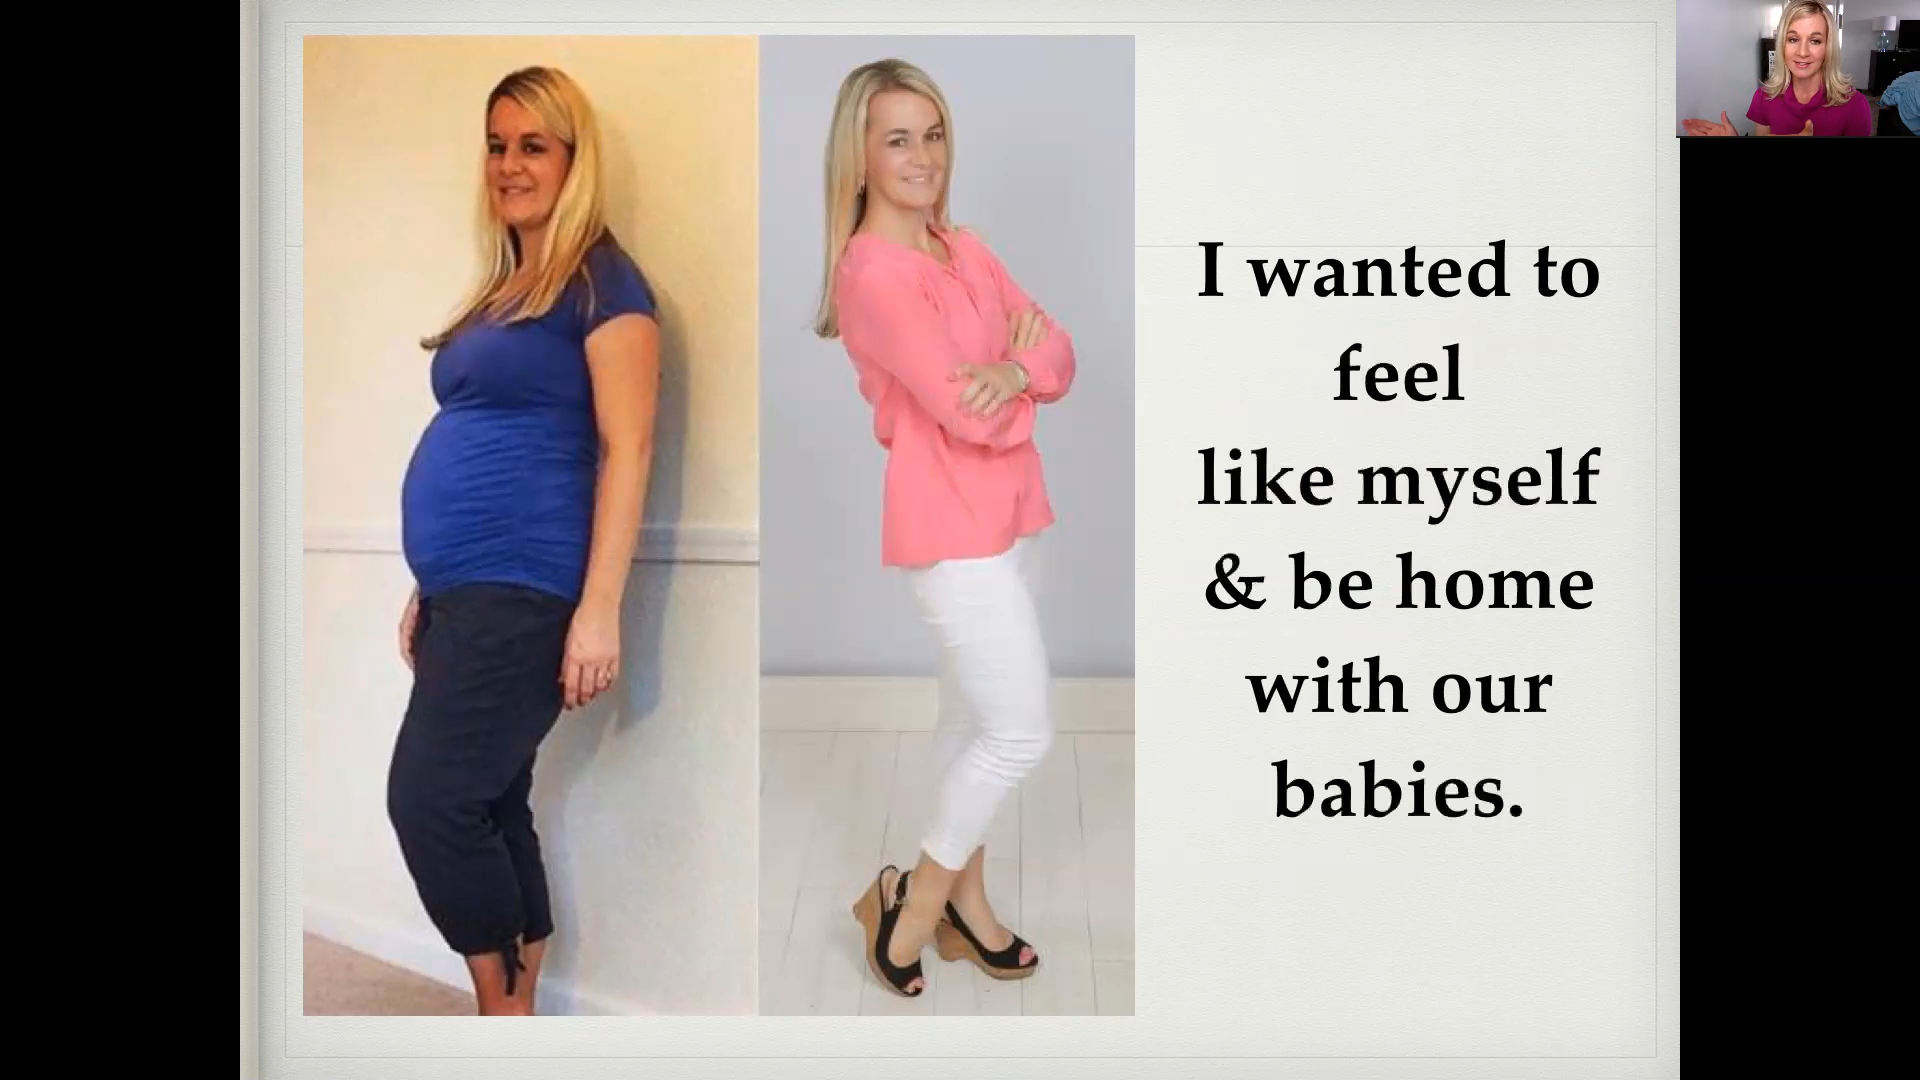 I wanted to
feel
like myself
& be home
with our
babies.